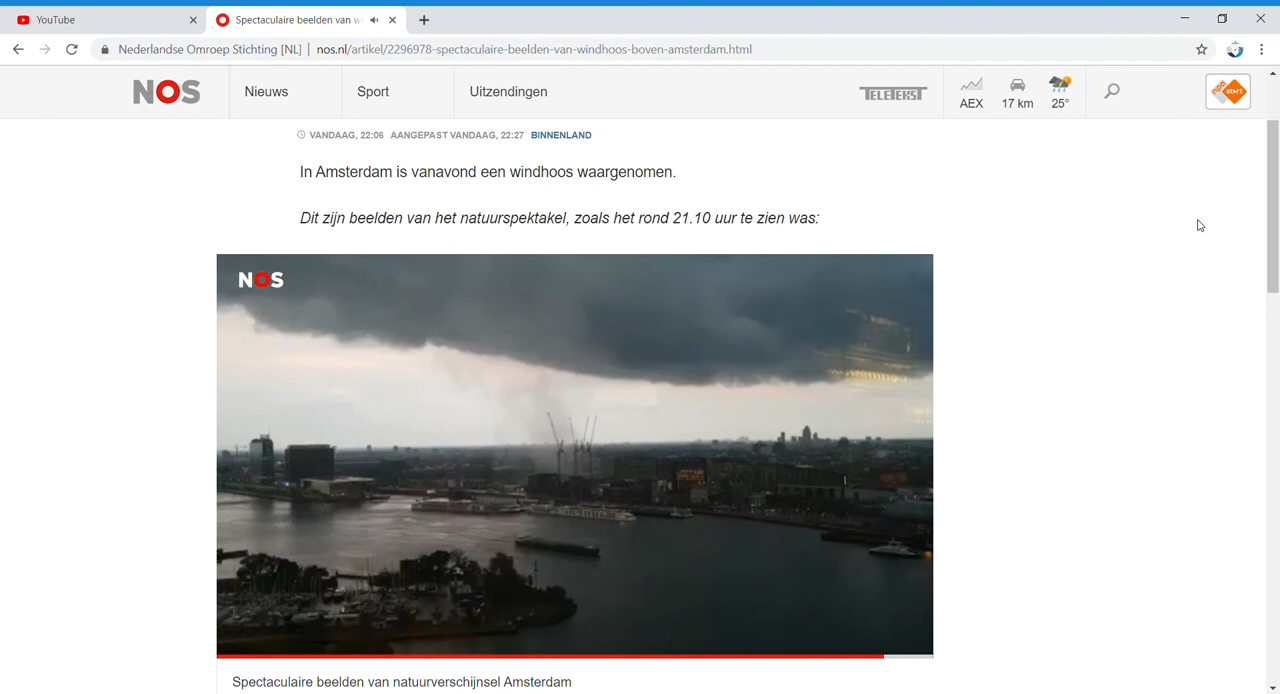 YouTube
Spectaculaire beelden van w
Nederlandse Omroep Stichting [NL] | nos.nl/artikel/2296978-spectaculaire-beelden-van-windhoos-boven-amsterdam.html
NOS Nieuws Sport Uitzendingen TELETEKST AEX 17 km 25° npo start
VANDAAG, 22:06 AANGEPAST VANDAAG, 22:27 BINNENLAND
In Amsterdam is vanavond een windhoos waargenomen.
Dit zijn beelden van het natuurspektakel, zoals het rond 21.10 uur te zien was:
NOS
Spectaculaire beelden van natuurverschijnsel Amsterdam